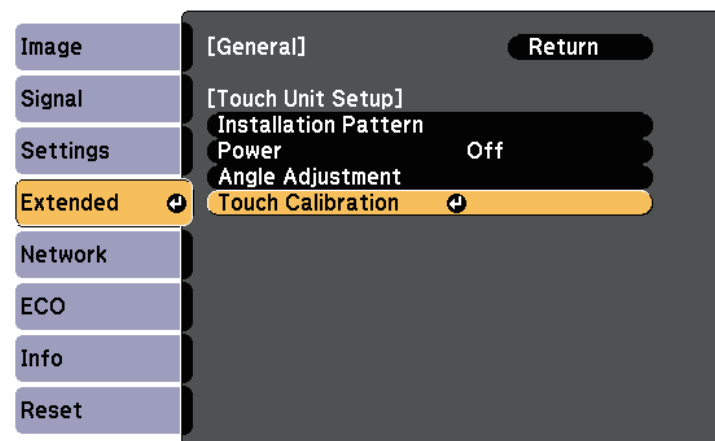 Image
Signal
Settings
Extended
Network
ECO
Info
Reset
[General] Return
[Touch Unit Setup]
Installation Pattern
Power Off
Angle Adjustment
Touch Calibration